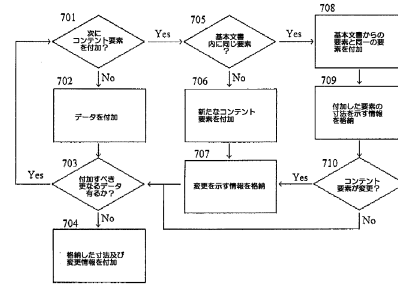 701
次に
コンテント要素
を付加？
Yes
705
基本文書
内に同じ要素
？
Yes
708
基本文書からの
要素と同一の要
素を付加
No
702
データを付加
No
706
新たなコンテント
要素を付加
709
付加した要素の
寸法を示す情報
を格納
703
付加すべき
更なるデータ
有るか？
Yes
707
変更を示す情報を格納
Yes
710
コンテント
要素が変更？
No
No
704
格納した寸法及び
変更情報を付加